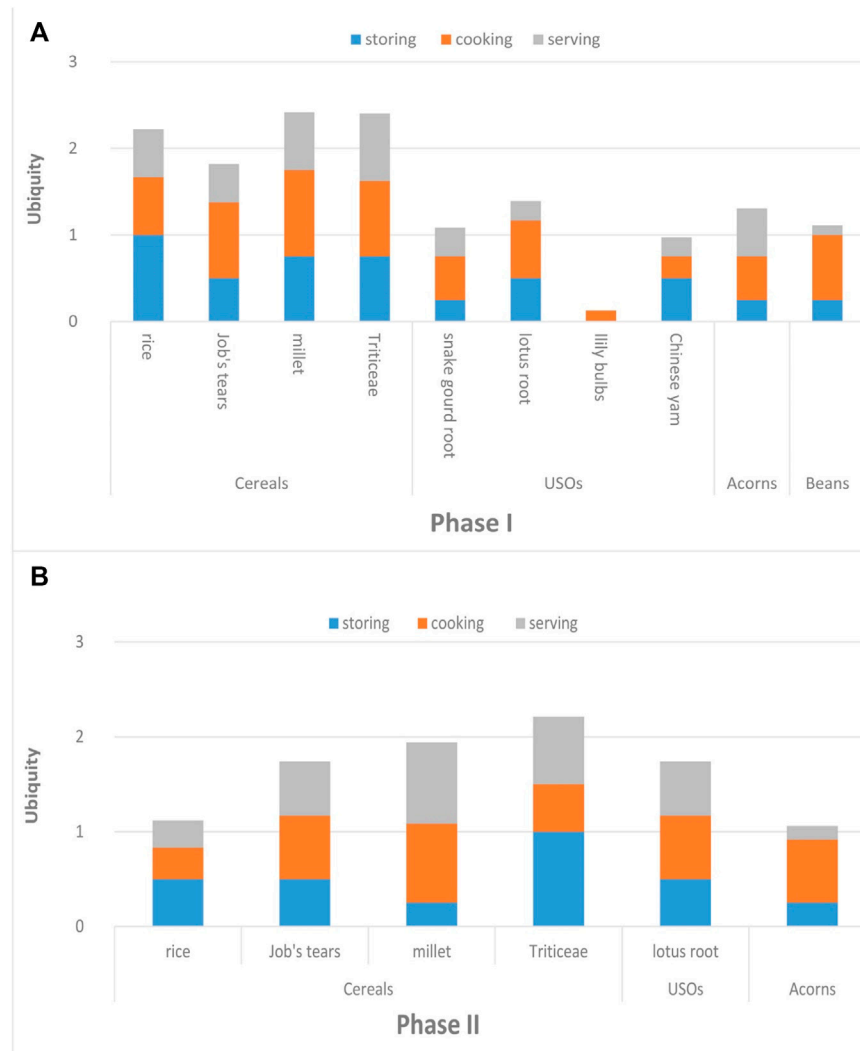 A
storing cooking serving
3
2
1
0
Ubiquity
rice
Job's tears
millet
Triticeae
snake gourd root
lotus root
llily bulbs
Chinese yam
Cereals USOs Acorns Beans
Phase I
B
storing cooking serving
3
2
1
0
Ubiquity
rice Job's tears millet Triticeae lotus root
Cereals USOs Acorns
Phase II